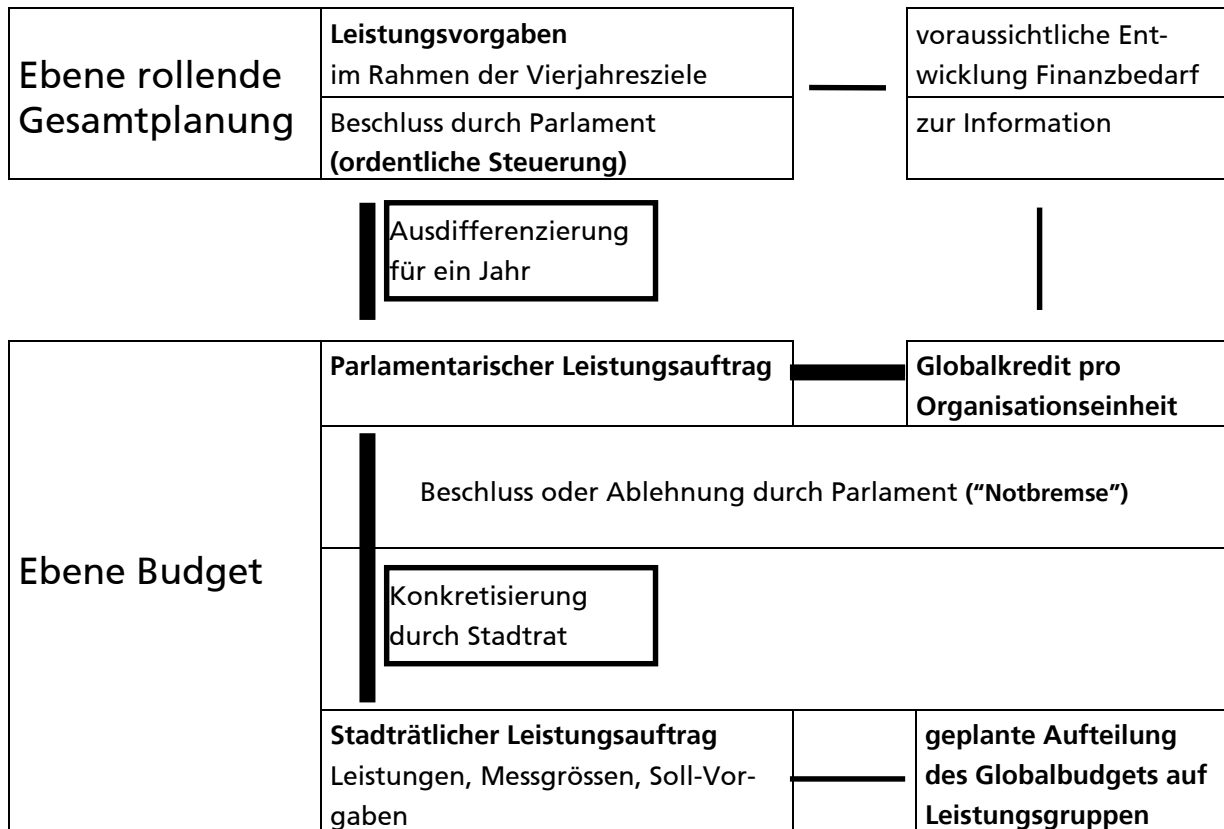 Ebene rollende
Gesamtplanung
Leistungsvorgaben
im Rahmen der Vierjahresziele
Beschluss durch Parlament
(ordentliche Steuerung)
voraussichtliche Ent-
wicklung Finanzbedarf
zur Information
Ausdifferenzierung
für ein Jahr
Ebene Budget
Parlamentarischer Leistungsauftrag
Globalkredit pro
Organisationseinheit
Beschluss oder Ablehnung durch Parlament (“Notbremse”)
Konkretisierung
durch Stadtrat
Stadträtlicher Leistungsauftrag
Leistungen, Messgrössen, Soll-Vor-
gaben
geplante Aufteilung
des Globalbudgets auf
Leistungsgruppen